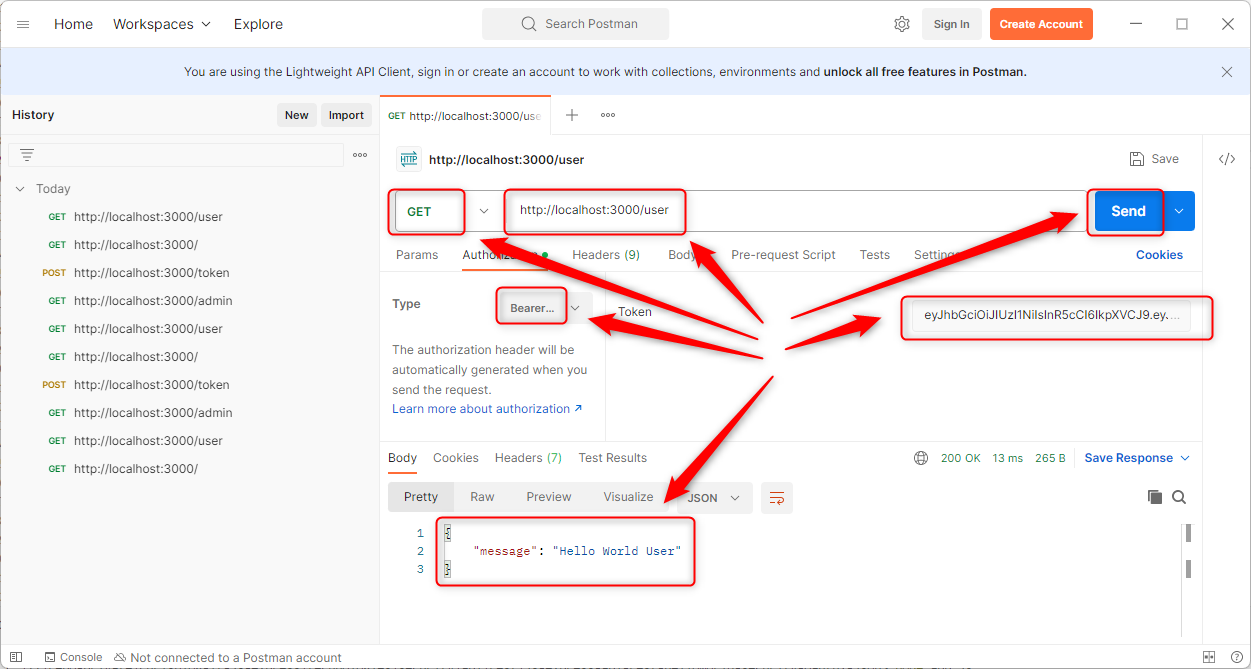 Home Workspaces Explore Search Postman Sign In Create Account
You are using the Lightweight API Client, sign in or create an account to work with collections, environments and unlock all free features in Postman.
History New Import
Today
GET http://localhost:3000/user
GET http://localhost:3000/
POST http://localhost:3000/token
GET http://localhost:3000/admin
GET http://localhost:3000/user
GET http://localhost:3000/
POST http://localhost:3000/token
GET http://localhost:3000/admin
GET http://localhost:3000/user
GET http://localhost:3000/
GET http://localhost:3000/use
HTTP http://localhost:3000/user Save </>
GET http://localhost:3000/user Send
Params Headers (9) Body Pre-request Script Tests Settings Cookies
Type Bearer... Token eyJhbGciOiJIUzI1NiIsInR5cCI6IkpXVCJ9.ey....
The authorization header will be
automatically generated when you
send the request.
Learn more about authorization ↗
Body Cookies Headers (7) Test Results 200 OK 13 ms 265 B Save Response
Pretty Raw Preview Visualize JSON
1 {
2 "message": "Hello World User"
3 }
Console Not connected to a Postman account